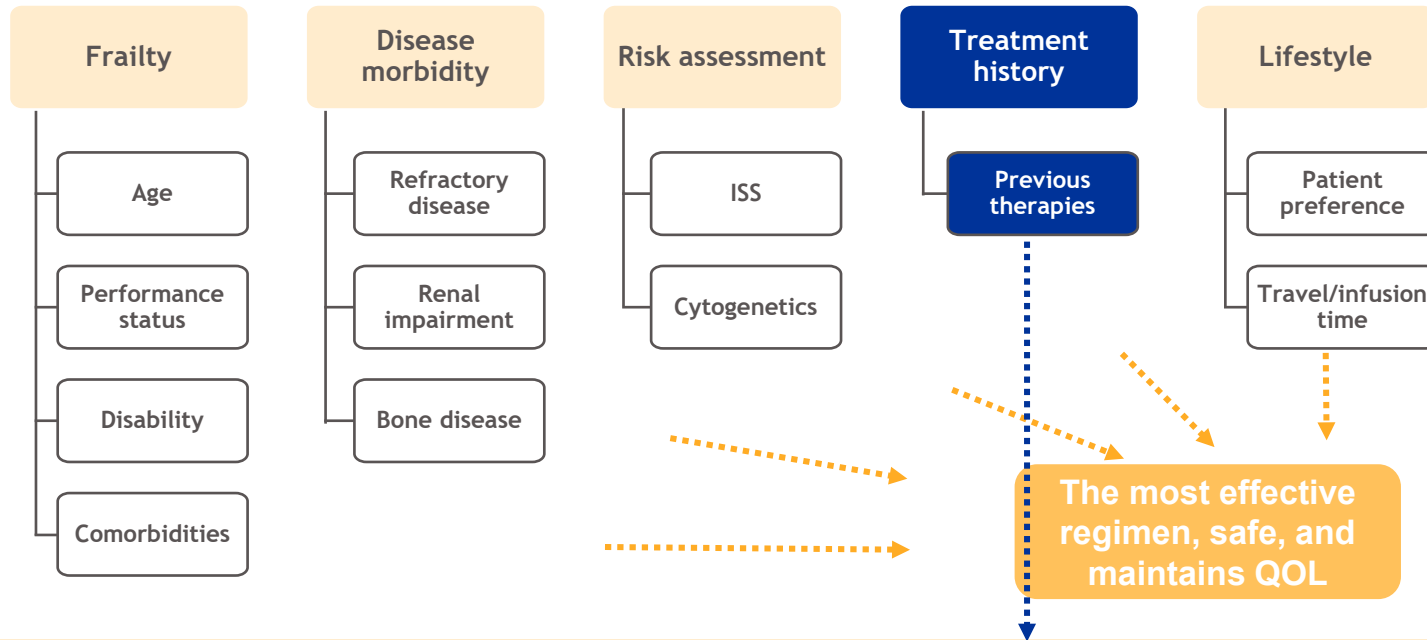 Frailty
Disease
morbidity
Risk assessment
Treatment
history
Lifestyle
Age
Performance
status
Disability
Comorbidities
Refractory
disease
Renal
impairment
Bone disease
ISS
Cytogenetics
Previous
therapies
Patient
preference
Travel/infusion
time
The most effective
regimen, safe, and
maintains QOL